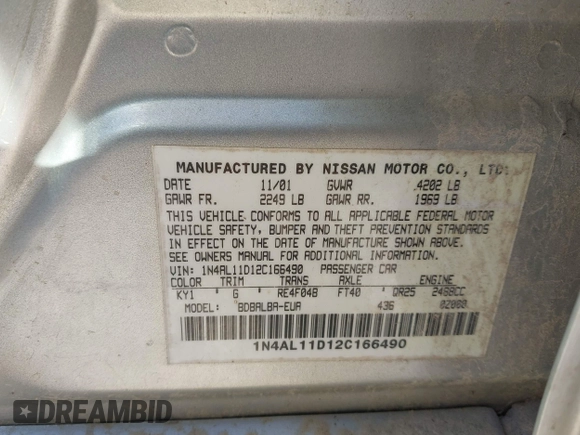 MANUFACTURED BY NISSAN MOTOR CO., LTD.
DATE 11/01 GVWR 4202 LB
GAWR FR. 2249 LB GAWR RR. 1969 LB
THIS VEHICLE CONFORMS TO ALL APPLICABLE FEDERAL MOTOR
VEHICLE SAFETY, BUMPER AND THEFT PREVENTION STANDARDS
IN EFFECT ON THE DATE OF MANUFACTURE SHOWN ABOVE.
SEE OWNERS MANUAL FOR ADDITIONAL INFORMATION.
VIN: 1N4AL11D12C166490 PASSENGER CAR
COLOR TRIM TRANS AXLE ENGINE
KY1 ' G ' RE4F04B FT40 ' QR25 2488CC
MODEL: BDBALBA-EUA 436 02080
1N4AL11D12C166490
DREAMBID